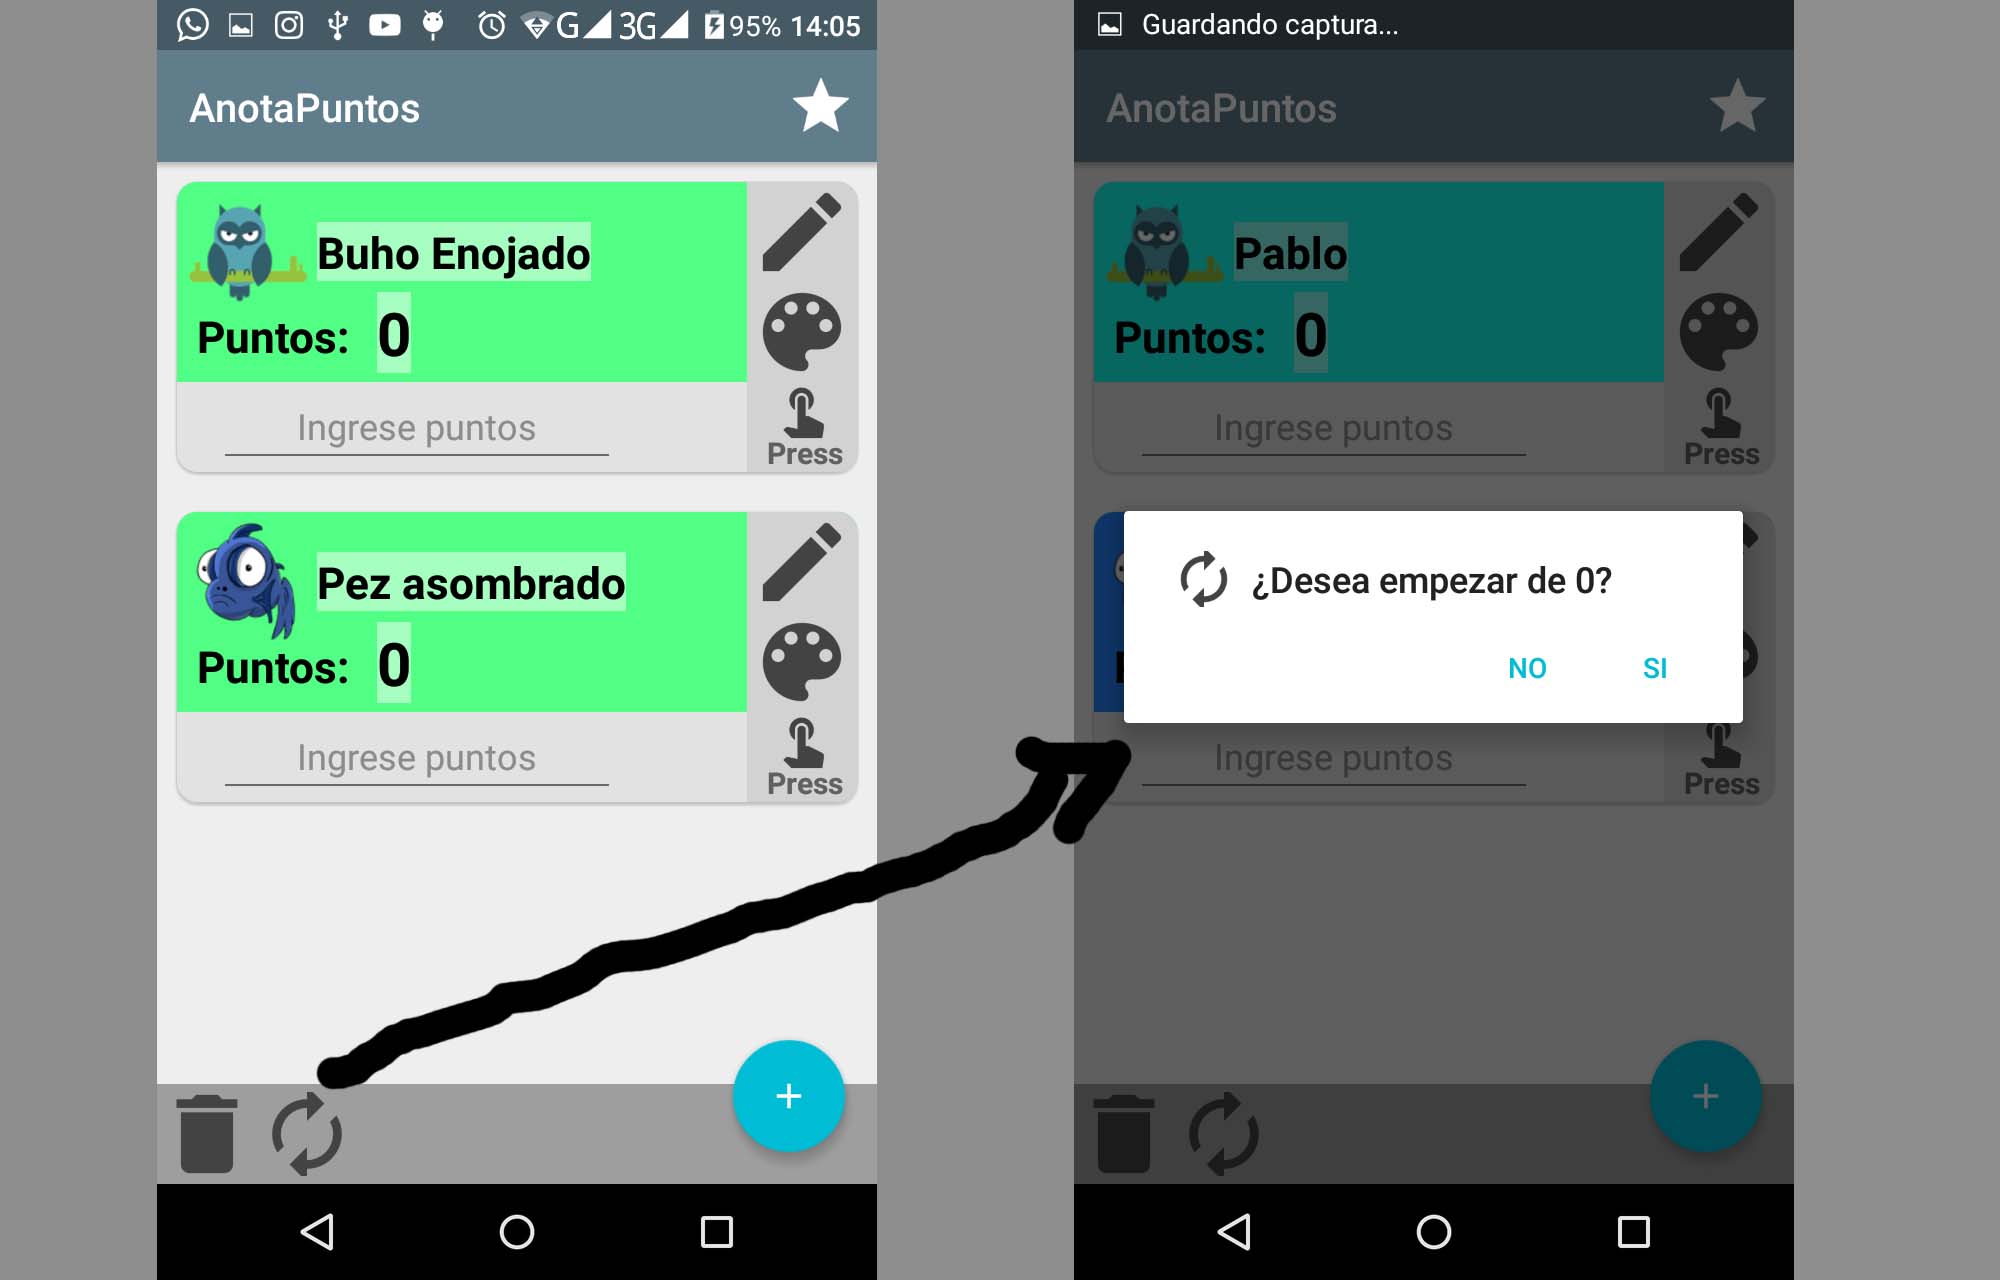 G 3G 95% 14:05
AnotaPuntos
Buho Enojado
Puntos: 0
Ingrese puntos
Press
Pez asombrado
Puntos: 0
Ingrese puntos
Press
+
Guardando captura...
AnotaPuntos
Pablo
Puntos: 0
Ingrese puntos
Press
¿Desea empezar de 0?
NO SI
Ingrese puntos
Press
+